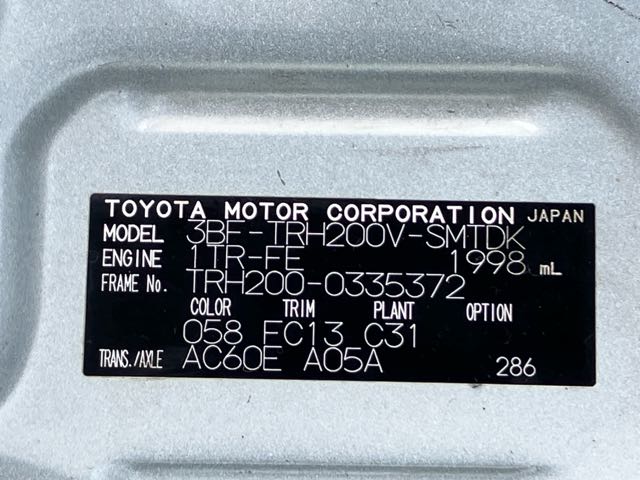 TOYOTA MOTOR CORPORATION JAPAN
MODEL 3BF-TRH200V-SMTDK
ENGINE 1TR-FE 1998 mL
FRAME No. TRH200-0335372
COLOR TRIM PLANT OPTION
058 FC13 C31
TRANS./AXLE AC60E A05A 286